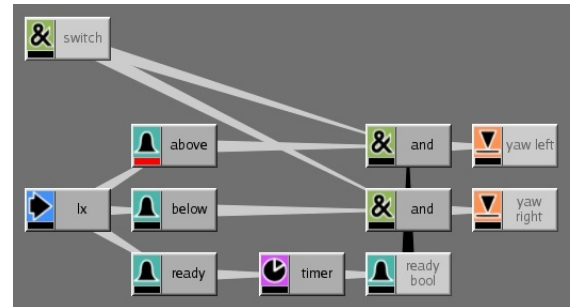 switch
above
and
yaw left
lx
below
and
yaw
right
ready
timer
ready
bool